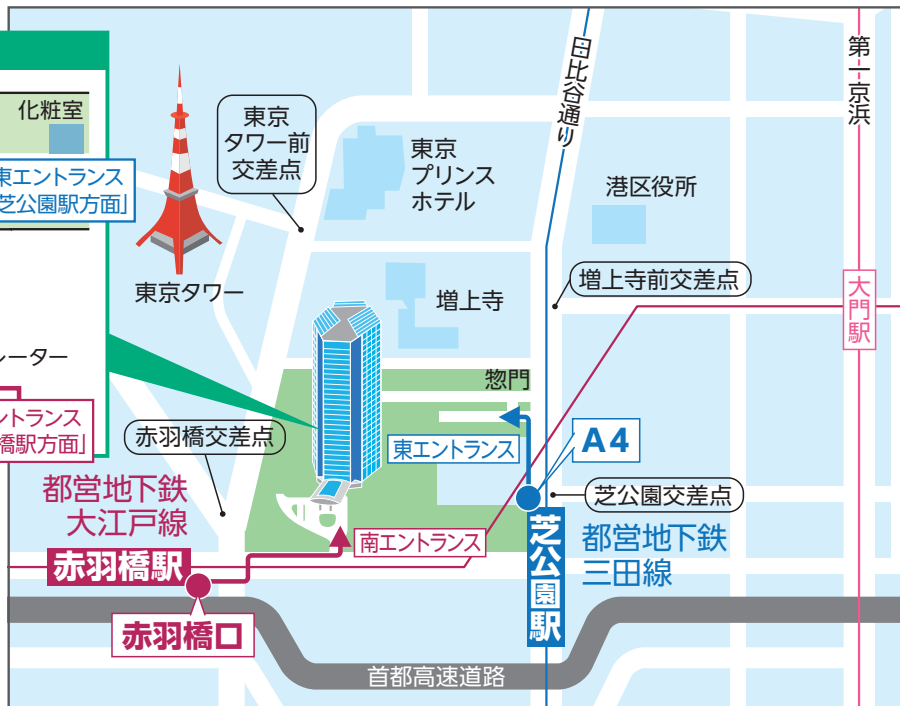 化粧室
東エントランス
芝公園駅方面」
レーター
ントランス
橋駅方面」
東京
タワー前
交差点
東京タワー
東京
プリンス
ホテル
日比谷通り
港区役所
第一京浜
増上寺
増上寺前交差点
大門駅
惣門
東エントランス
A4
赤羽橋交差点
芝公園交差点
都営地下鉄
大江戸線
赤羽橋駅
赤羽橋口
南エントランス
芝公園駅
都営地下鉄
三田線
首都高速道路